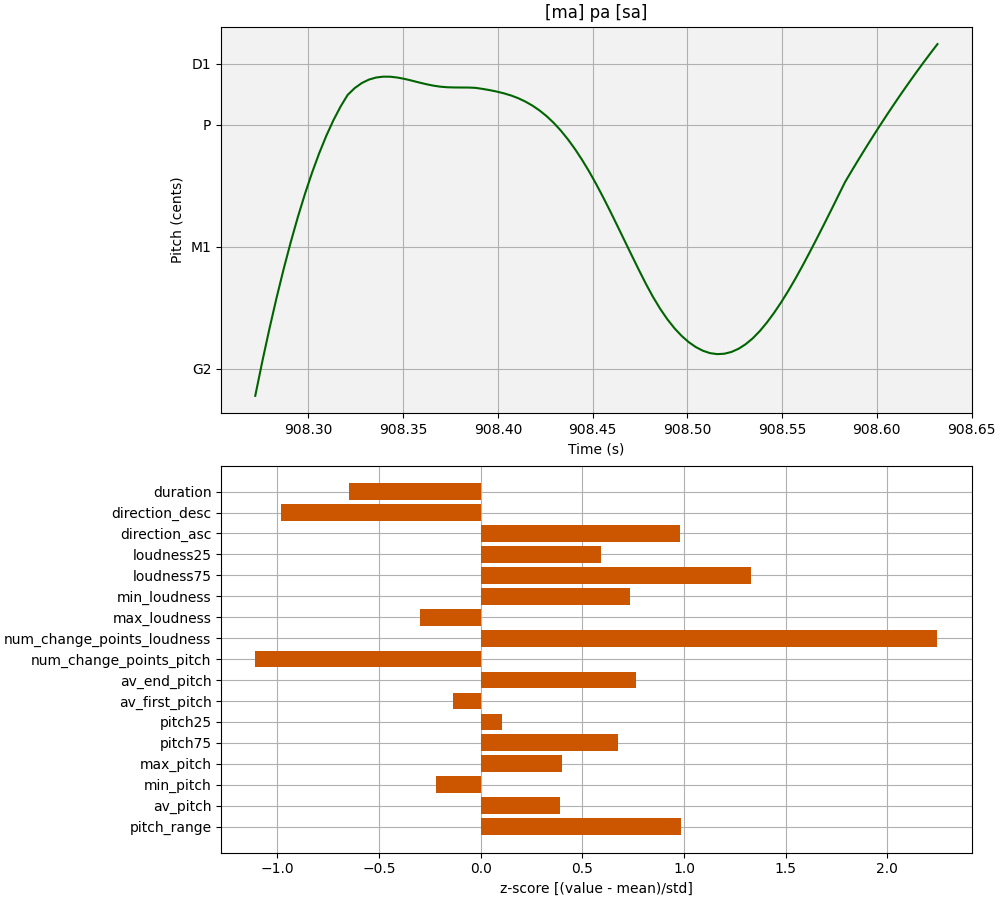 [ma] pa [sa]
D1
P
M1
G2
Pitch (cents)
908.30 908.35 908.40 908.45 908.50 908.55 908.60 908.65
Time (s)
duration
direction_desc
direction_asc
loudness25
loudness75
min_loudness
max_loudness
num_change_points_loudness
num_change_points_pitch
av_end_pitch
av_first_pitch
pitch25
pitch75
max_pitch
min_pitch
av_pitch
pitch_range
−1.0 −0.5 0.0 0.5 1.0 1.5 2.0
z-score [(value - mean)/std]